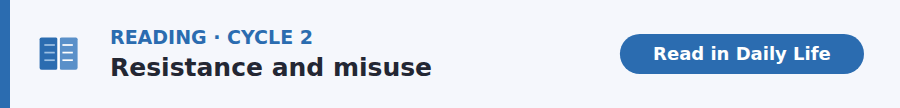 READING · CYCLE 2
Resistance and misuse
Read in Daily Life